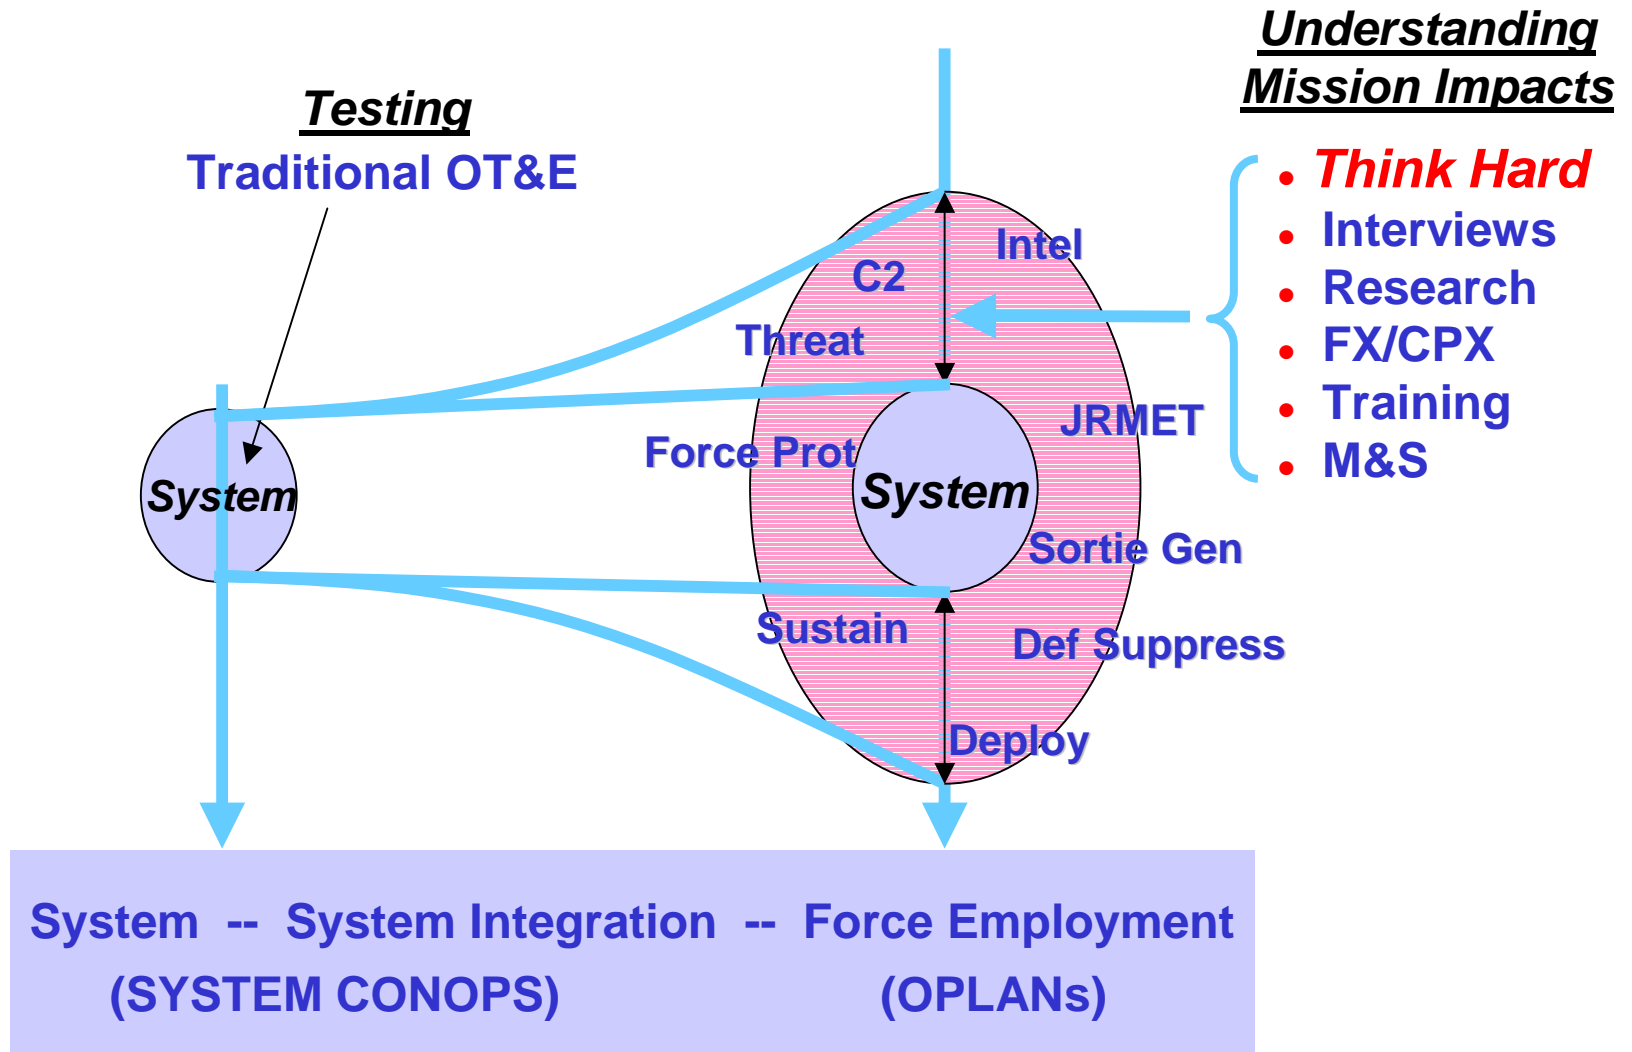 Understanding
Mission Impacts
Testing
Traditional OT&E
• Think Hard
• Interviews
• Research
• FX/CPX
• Training
• M&S
Intel
C2
Threat
JRMET
Force Prot
System
System
Sortie Gen
Sustain
Def Suppress
Deploy
System -- System Integration -- Force Employment
(SYSTEM CONOPS) (OPLANs)